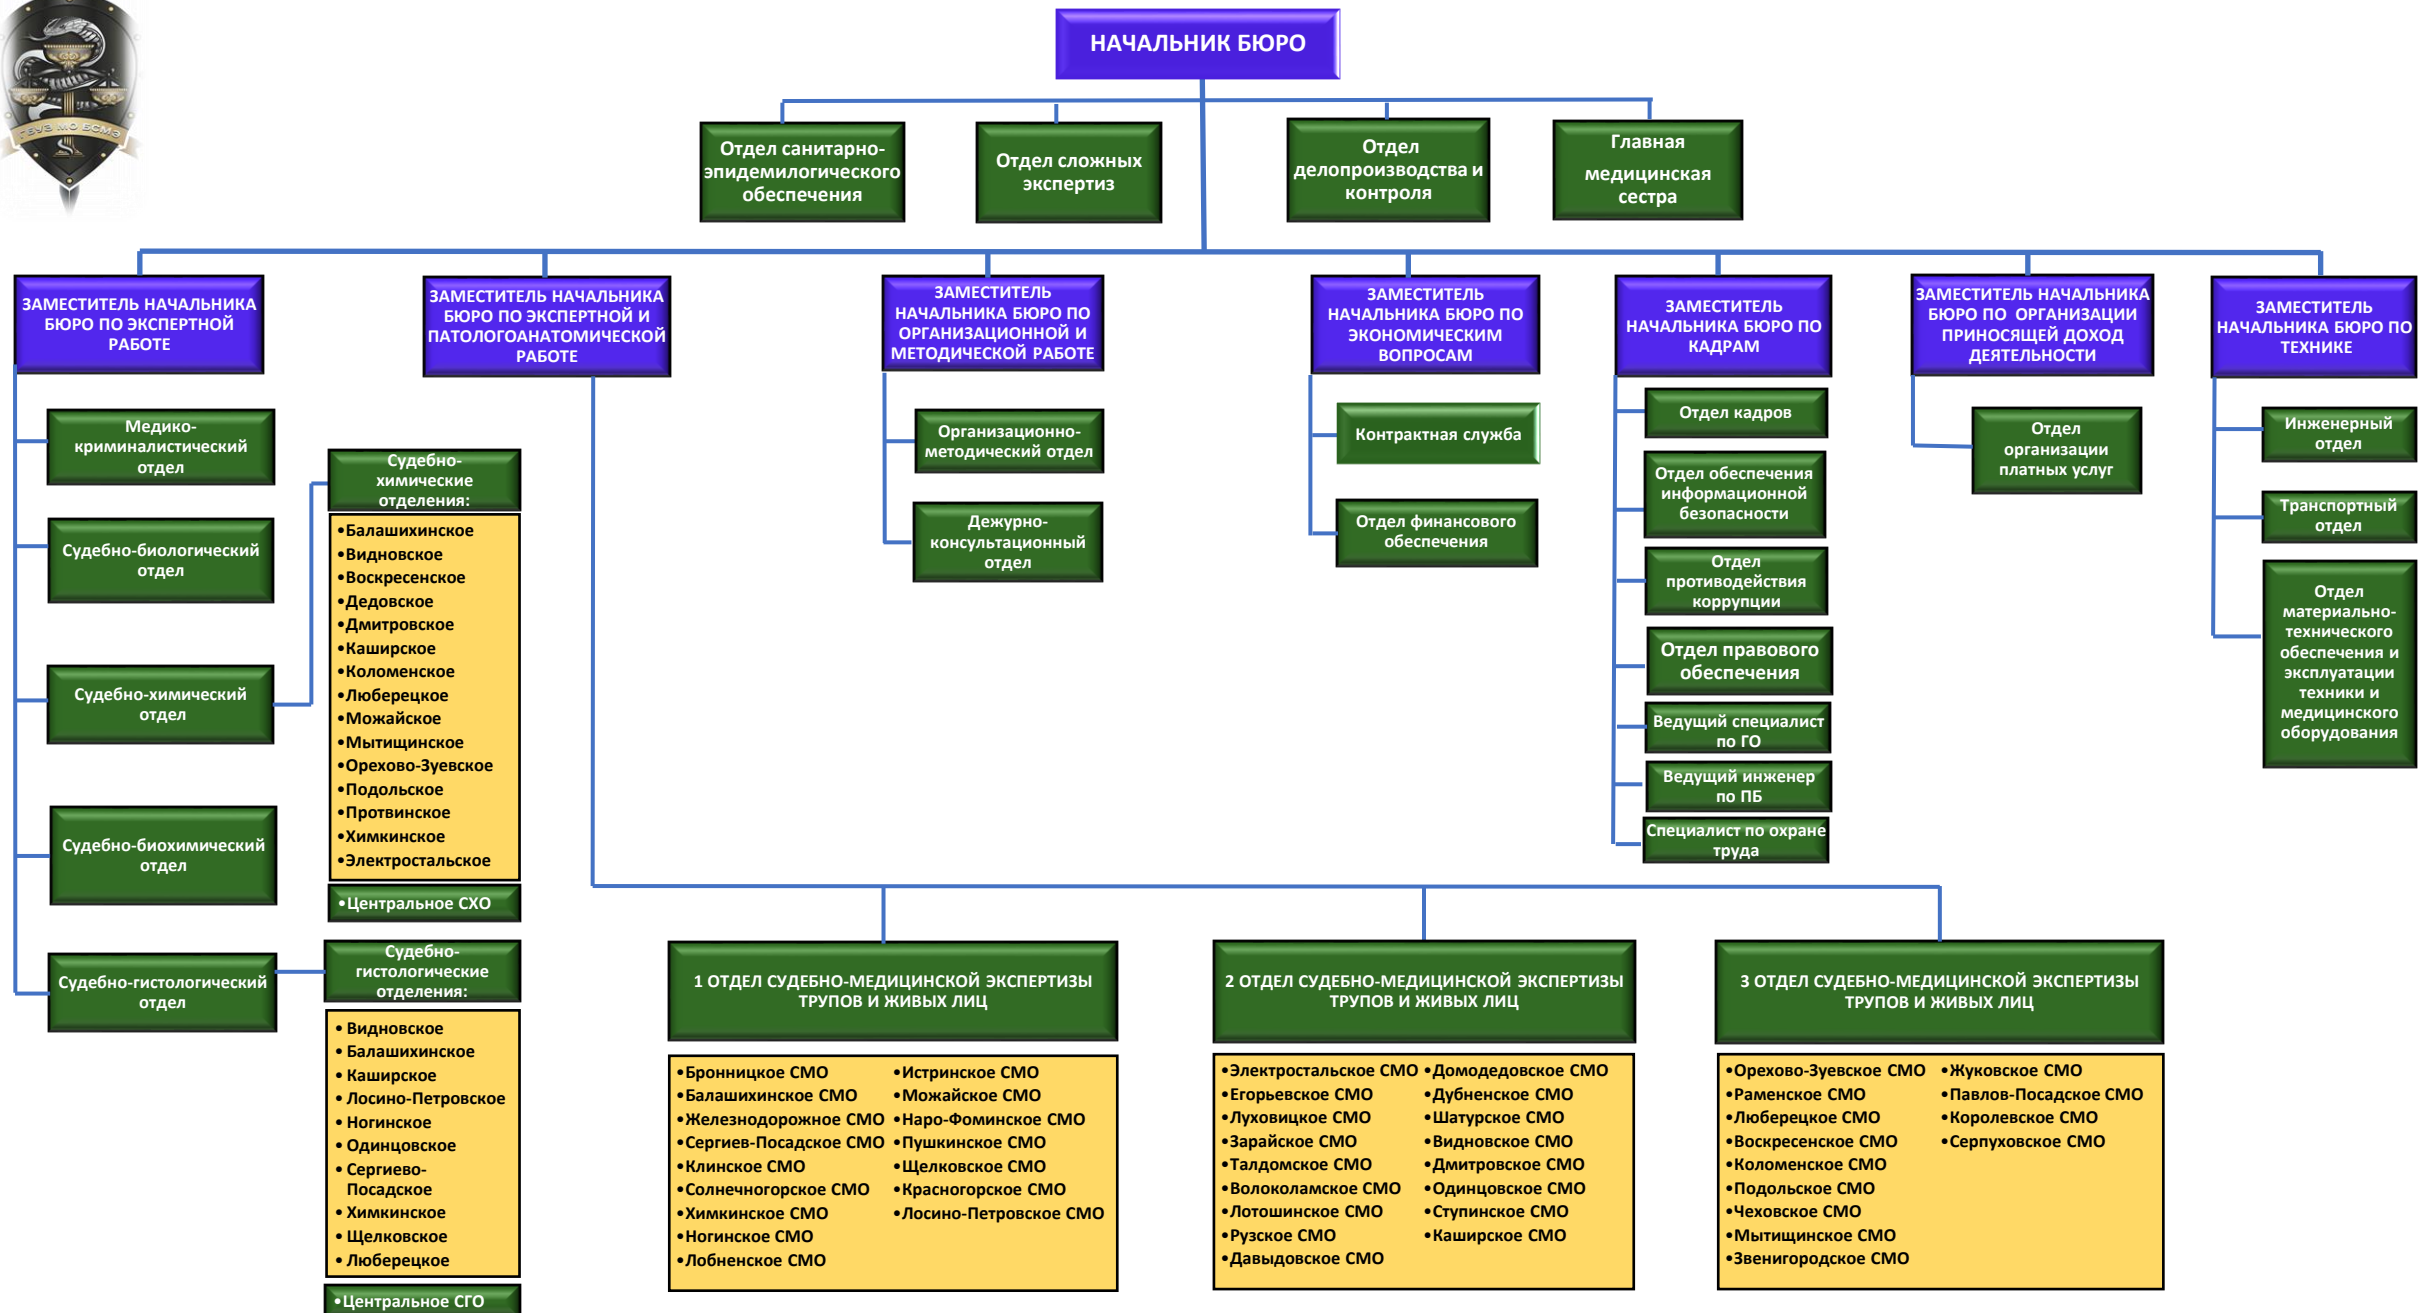 ГБУЗ МО БСМЭ
НАЧАЛЬНИК БЮРО
Отдел санитарно-
эпидемилогического
обеспечения
Отдел сложных
экспертиз
Отдел
делопроизводства и
контроля
Главная
медицинская
сестра
ЗАМЕСТИТЕЛЬ НАЧАЛЬНИКА
БЮРО ПО ЭКСПЕРТНОЙ
РАБОТЕ
ЗАМЕСТИТЕЛЬ НАЧАЛЬНИКА
БЮРО ПО ЭКСПЕРТНОЙ И
ПАТОЛОГОАНАТОМИЧЕСКОЙ
РАБОТЕ
ЗАМЕСТИТЕЛЬ
НАЧАЛЬНИКА БЮРО ПО
ОРГАНИЗАЦИОННОЙ И
МЕТОДИЧЕСКОЙ РАБОТЕ
ЗАМЕСТИТЕЛЬ
НАЧАЛЬНИКА БЮРО ПО
ЭКОНОМИЧЕСКИМ
ВОПРОСАМ
ЗАМЕСТИТЕЛЬ
НАЧАЛЬНИКА БЮРО ПО
КАДРАМ
ЗАМЕСТИТЕЛЬ НАЧАЛЬНИКА
БЮРО ПО ОРГАНИЗАЦИИ
ПРИНОСЯЩЕЙ ДОХОД
ДЕЯТЕЛЬНОСТИ
ЗАМЕСТИТЕЛЬ
НАЧАЛЬНИКА БЮРО ПО
ТЕХНИКЕ
Медико-
криминалистический
отдел
Судебно-биологический
отдел
Судебно-химический
отдел
Судебно-биохимический
отдел
Судебно-гистологический
отдел
Судебно-
химические
отделения:
•Балашихинское
•Видновское
•Воскресенское
•Дедовское
•Дмитровское
•Каширское
•Коломенское
•Люберецкое
•Можайское
•Мытищинское
•Орехово-Зуевское
•Подольское
•Протвинское
•Химкинское
•Электростальское
•Центральное СХО
Судебно-
гистологические
отделения:
• Видновское
• Балашихинское
• Каширское
• Лосино-Петровское
• Ногинское
• Одинцовское
• Сергиево-
Посадское
• Химкинское
• Щелковское
• Люберецкое
•Центральное СГО
Организационно-
методический отдел
Дежурно-
консультационный
отдел
Контрактная служба
Отдел финансового
обеспечения
Отдел кадров
Отдел обеспечения
информационной
безопасности
Отдел
противодействия
коррупции
Отдел правового
обеспечения
Ведущий специалист
по ГО
Ведущий инженер
по ПБ
Специалист по охране
труда
Отдел
организации
платных услуг
Инженерный
отдел
Транспортный
отдел
Отдел
материально-
технического
обеспечения и
эксплуатации
техники и
медицинского
оборудования
1 ОТДЕЛ СУДЕБНО-МЕДИЦИНСКОЙ ЭКСПЕРТИЗЫ
ТРУПОВ И ЖИВЫХ ЛИЦ
•Бронницкое СМО
•Балашихинское СМО
•Железнодорожное СМО
•Сергиев-Посадское СМО
•Клинское СМО
•Солнечногорское СМО
•Химкинское СМО
•Ногинское СМО
•Лобненское СМО
•Истринское СМО
•Можайское СМО
•Наро-Фоминское СМО
•Пушкинское СМО
•Щелковское СМО
•Красногорское СМО
•Лосино-Петровское СМО
2 ОТДЕЛ СУДЕБНО-МЕДИЦИНСКОЙ ЭКСПЕРТИЗЫ
ТРУПОВ И ЖИВЫХ ЛИЦ
•Электростальское СМО
•Егорьевское СМО
•Луховицкое СМО
•Зарайское СМО
•Талдомское СМО
•Волоколамское СМО
•Лотошинское СМО
•Рузское СМО
•Давыдовское СМО
•Домодедовское СМО
•Дубненское СМО
•Шатурское СМО
•Видновское СМО
•Дмитровское СМО
•Одинцовское СМО
•Ступинское СМО
•Каширское СМО
3 ОТДЕЛ СУДЕБНО-МЕДИЦИНСКОЙ ЭКСПЕРТИЗЫ
ТРУПОВ И ЖИВЫХ ЛИЦ
•Орехово-Зуевское СМО
•Раменское СМО
•Люберецкое СМО
•Воскресенское СМО
•Коломенское СМО
•Подольское СМО
•Чеховское СМО
•Мытищинское СМО
•Звенигородское СМО
•Жуковское СМО
•Павлов-Посадское СМО
•Королевское СМО
•Серпуховское СМО